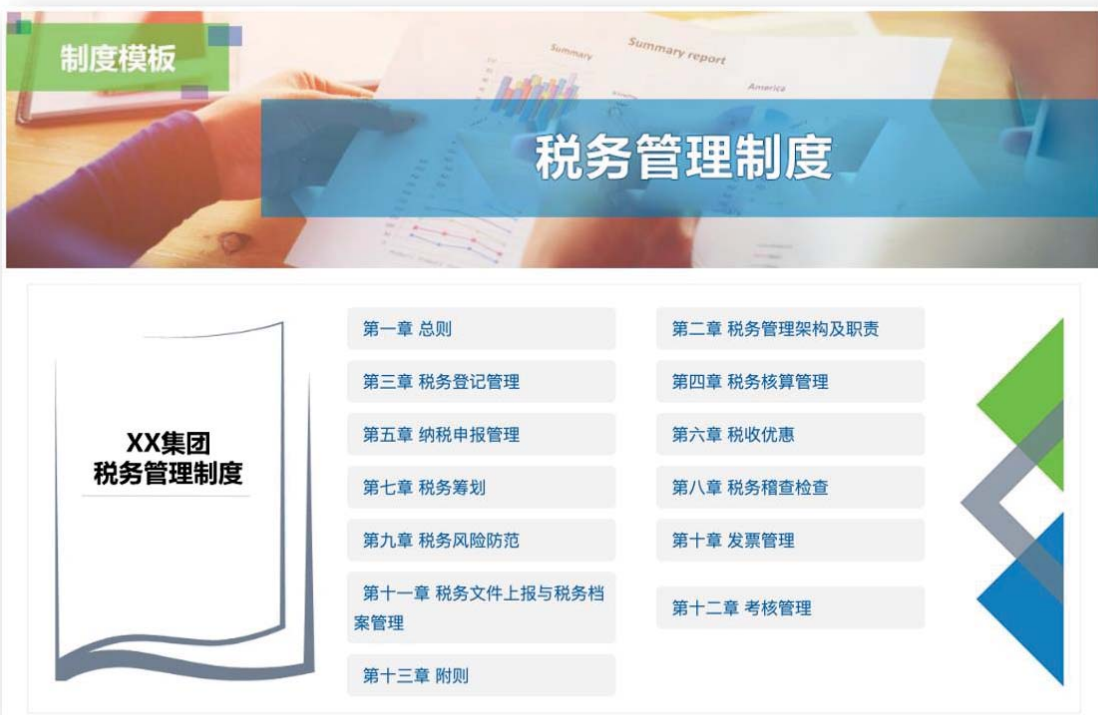 制度模板
Summary
Summary report
America
税务管理制度
XX集团
税务管理制度
第一章 总则
第二章 税务管理架构及职责
第三章 税务登记管理
第四章 税务核算管理
第五章 纳税申报管理
第六章 税收优惠
第七章 税务筹划
第八章 税务稽查检查
第九章 税务风险防范
第十章 发票管理
第十一章 税务文件上报与税务档
案管理
第十二章 考核管理
第十三章 附则